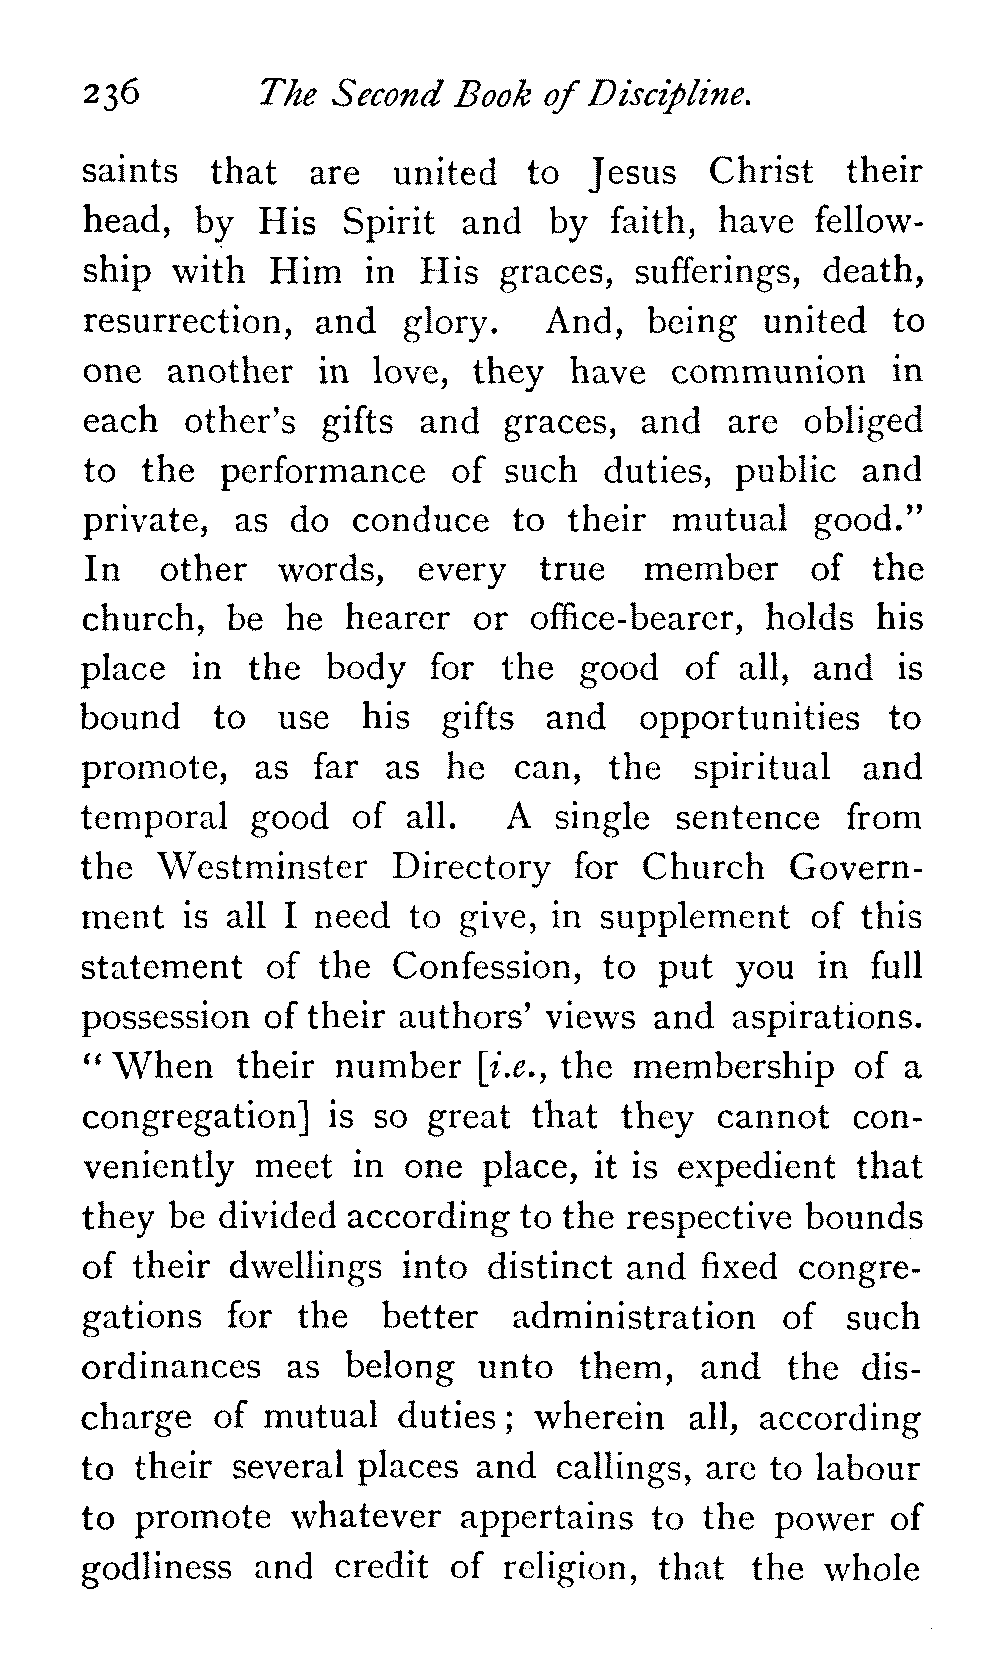 236 The Second Book of Discipline.
saints that are united to Jesus Christ their
head, by His Spirit and by faith, have fellow-
ship with Him in His graces, sufferings, death,
resurrection, and glory. And, being united to
one another in love, they have communion in
each other's gifts and graces, and are obliged
to the performance of such duties, public and
private, as do conduce to their mutual good."
In other words, every true member of the
church, be he hearer or office-bearer, holds his
place in the body for the good of all, and is
bound to use his gifts and opportunities to
promote, as far as he can, the spiritual and
temporal good of all. A single sentence from
the Westminster Directory for Church Govern-
ment is all I need to give, in supplement of this
statement of the Confession, to put you in full
possession of their authors' views and aspirations.
"When their number [i.e., the membership of a
congregation] is so great that they cannot con-
veniently meet in one place, it is expedient that
they be divided according to the respective bounds
of their dwellings into distinct and fixed congre-
gations for the better administration of such
ordinances as belong unto them, and the dis-
charge of mutual duties; wherein all, according
to their several places and callings, are to labour
to promote whatever appertains to the power of
godliness and credit of religion, that the whole